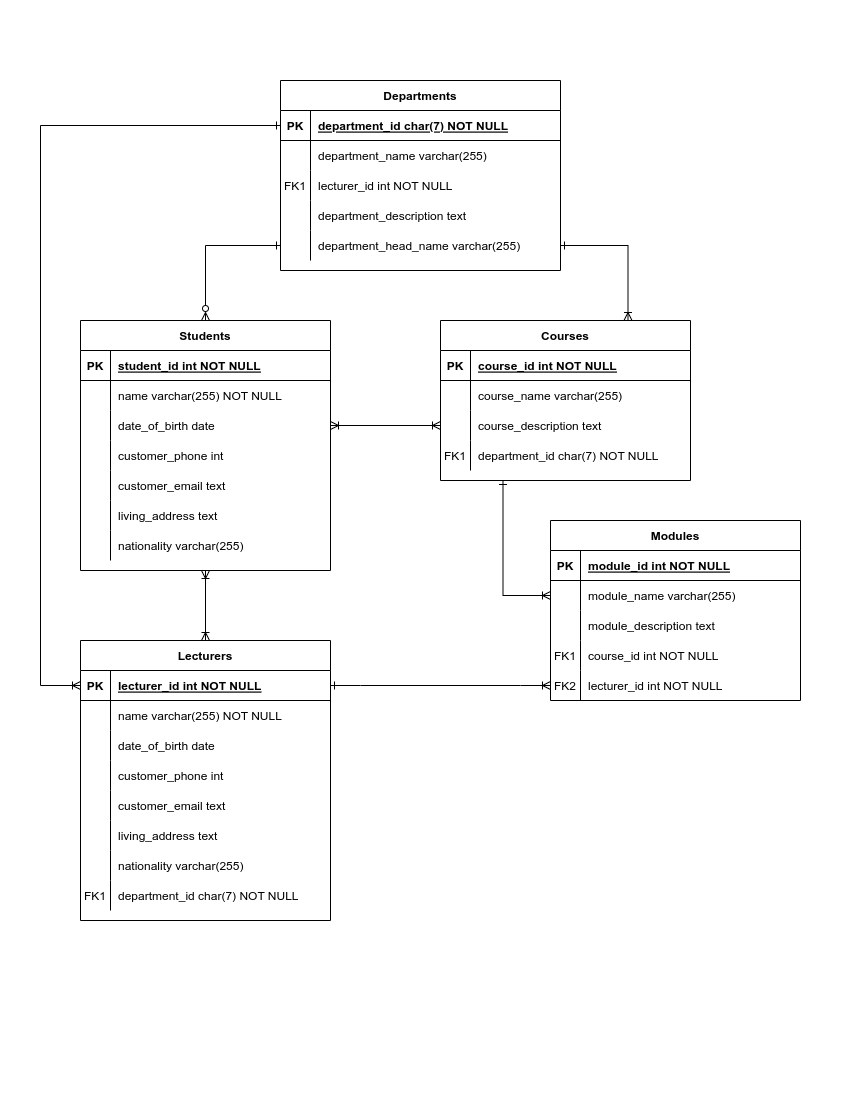 Departments
PK department_id char(7) NOT NULL
department_name varchar(255)
FK1 lecturer_id int NOT NULL
department_description text
department_head_name varchar(255)
Students
PK student_id int NOT NULL
name varchar(255) NOT NULL
date_of_birth date
customer_phone int
customer_email text
living_address text
nationality varchar(255)
Courses
PK course_id int NOT NULL
course_name varchar(255)
course_description text
FK1 department_id char(7) NOT NULL
Modules
PK module_id int NOT NULL
module_name varchar(255)
module_description text
FK1 course_id int NOT NULL
FK2 lecturer_id int NOT NULL
Lecturers
PK lecturer_id int NOT NULL
name varchar(255) NOT NULL
date_of_birth date
customer_phone int
customer_email text
living_address text
nationality varchar(255)
FK1 department_id char(7) NOT NULL